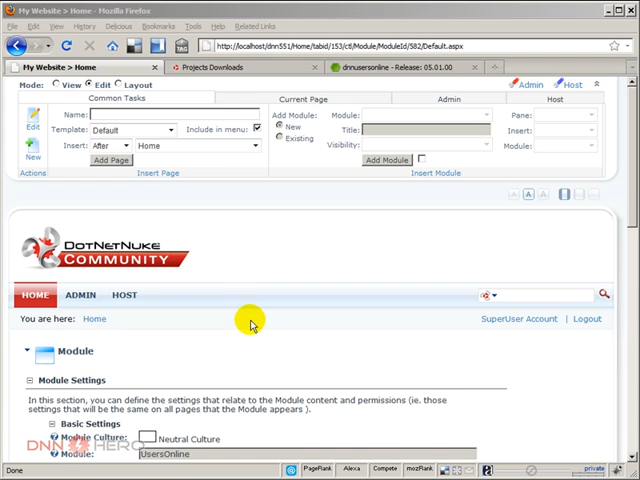 My Website > Home - Mozilla Firefox
File Edit View History Delicious Bookmarks Tools Help Related Links
TAG
http://localhost/dnn551/Home/tabid/153/ctl/Module/ModuleId/582/Default.aspx
My Website > Home
Projects Downloads
dnnusersonline - Release: 05.01.00
Mode: View Edit Layout
Admin Host
Common Tasks Current Page Admin Host
Edit
New
Actions
Name:
Template: Default Include in menu:
Insert: After Home
Add Page
Insert Page
Add Module: New Existing
Module:
Title:
Visibility:
Add Module
Pane:
Insert:
Module:
Insert Module
A A A
DOTNETNUKE
COMMUNITY
HOME ADMIN HOST
You are here: Home
SuperUser Account | Logout
Module
Module Settings
In this section, you can define the settings that relate to the Module content and permissions (ie. those
settings that will be the same on all pages that the Module appears ).
Basic Settings
Module Culture: Neutral Culture
Module: UsersOnline
DNN HERO
Done
PageRank Alexa Compete mozRank
private